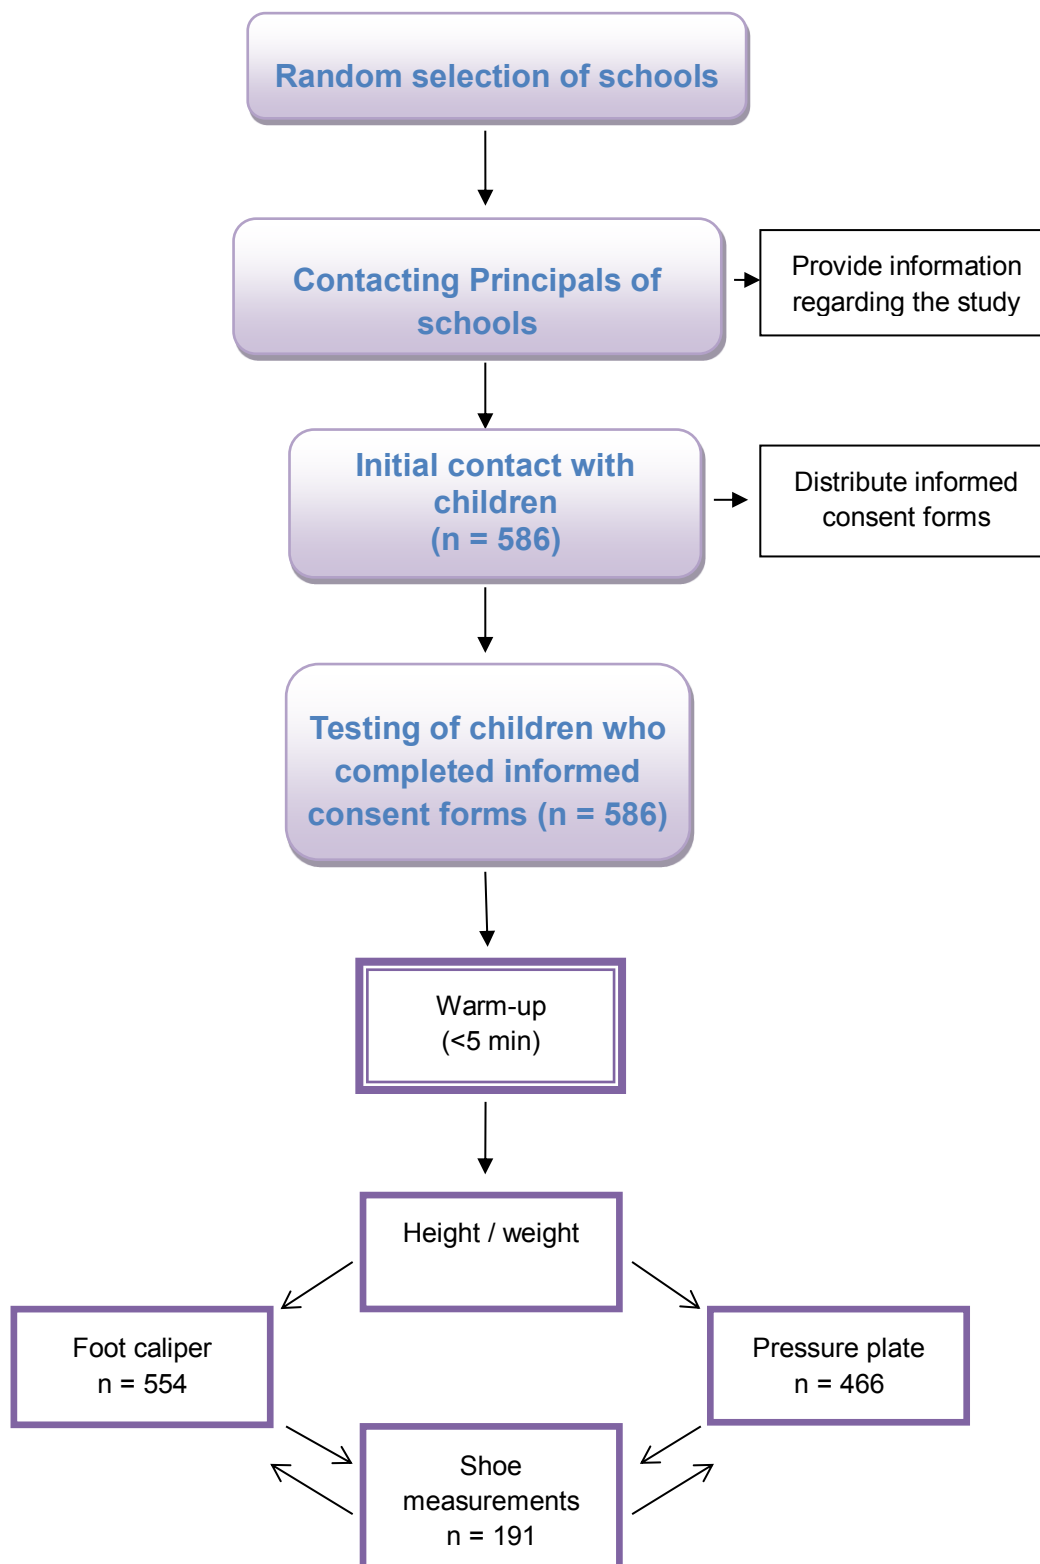 Random selection of schools
Contacting Principals of
schools
Provide information
regarding the study
Initial contact with
children
(n = 586)
Distribute informed
consent forms
Testing of children who
completed informed
consent forms (n = 586)
Warm-up
(<5 min)
Height / weight
Foot caliper
n = 554
Pressure plate
n = 466
Shoe
measurements
n = 191